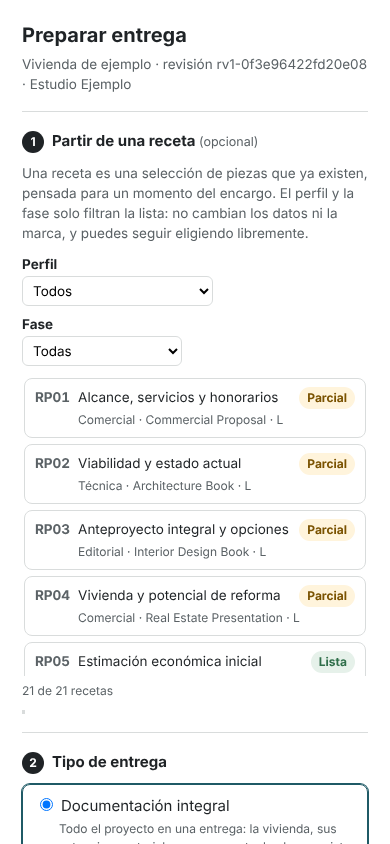 Preparar entrega
Vivienda de ejemplo · revisión rv1-0f3e96422fd20e08
· Estudio Ejemplo
1 Partir de una receta (opcional)
Una receta es una selección de piezas que ya existen,
pensada para un momento del encargo. El perfil y la
fase solo filtran la lista: no cambian los datos ni la
marca, y puedes seguir eligiendo libremente.
Perfil
Todos
Fase
Todas
RP01 Alcance, servicios y honorarios Parcial
Comercial · Commercial Proposal · L
RP02 Viabilidad y estado actual Parcial
Técnica · Architecture Book · L
RP03 Anteproyecto integral y opciones Parcial
Editorial · Interior Design Book · L
RP04 Vivienda y potencial de reforma Parcial
Comercial · Real Estate Presentation · L
RP05 Estimación económica inicial Lista
21 de 21 recetas
2 Tipo de entrega
Documentación integral
Todo el proyecto en una entrega: la vivienda, sus